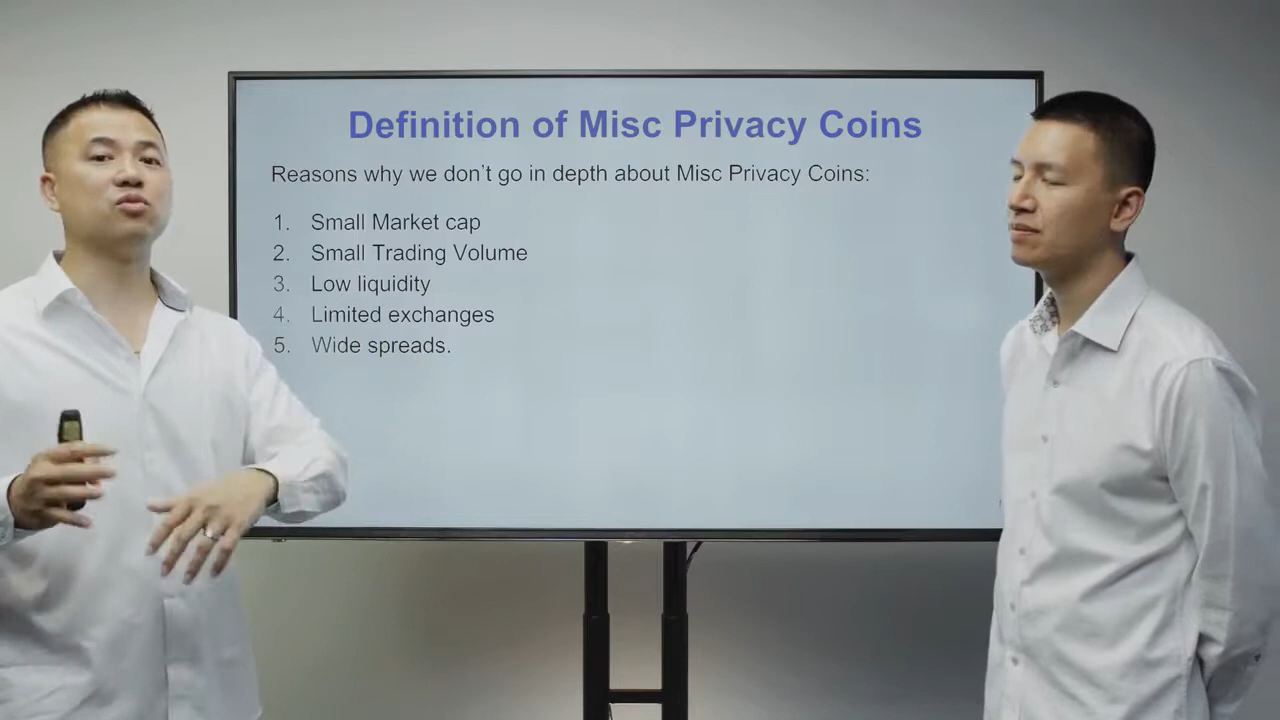 Definition of Misc Privacy Coins
Reasons why we don't go in depth about Misc Privacy Coins:
1. Small Market cap
2. Small Trading Volume
3. Low liquidity
4. Limited exchanges
5. Wide spreads.